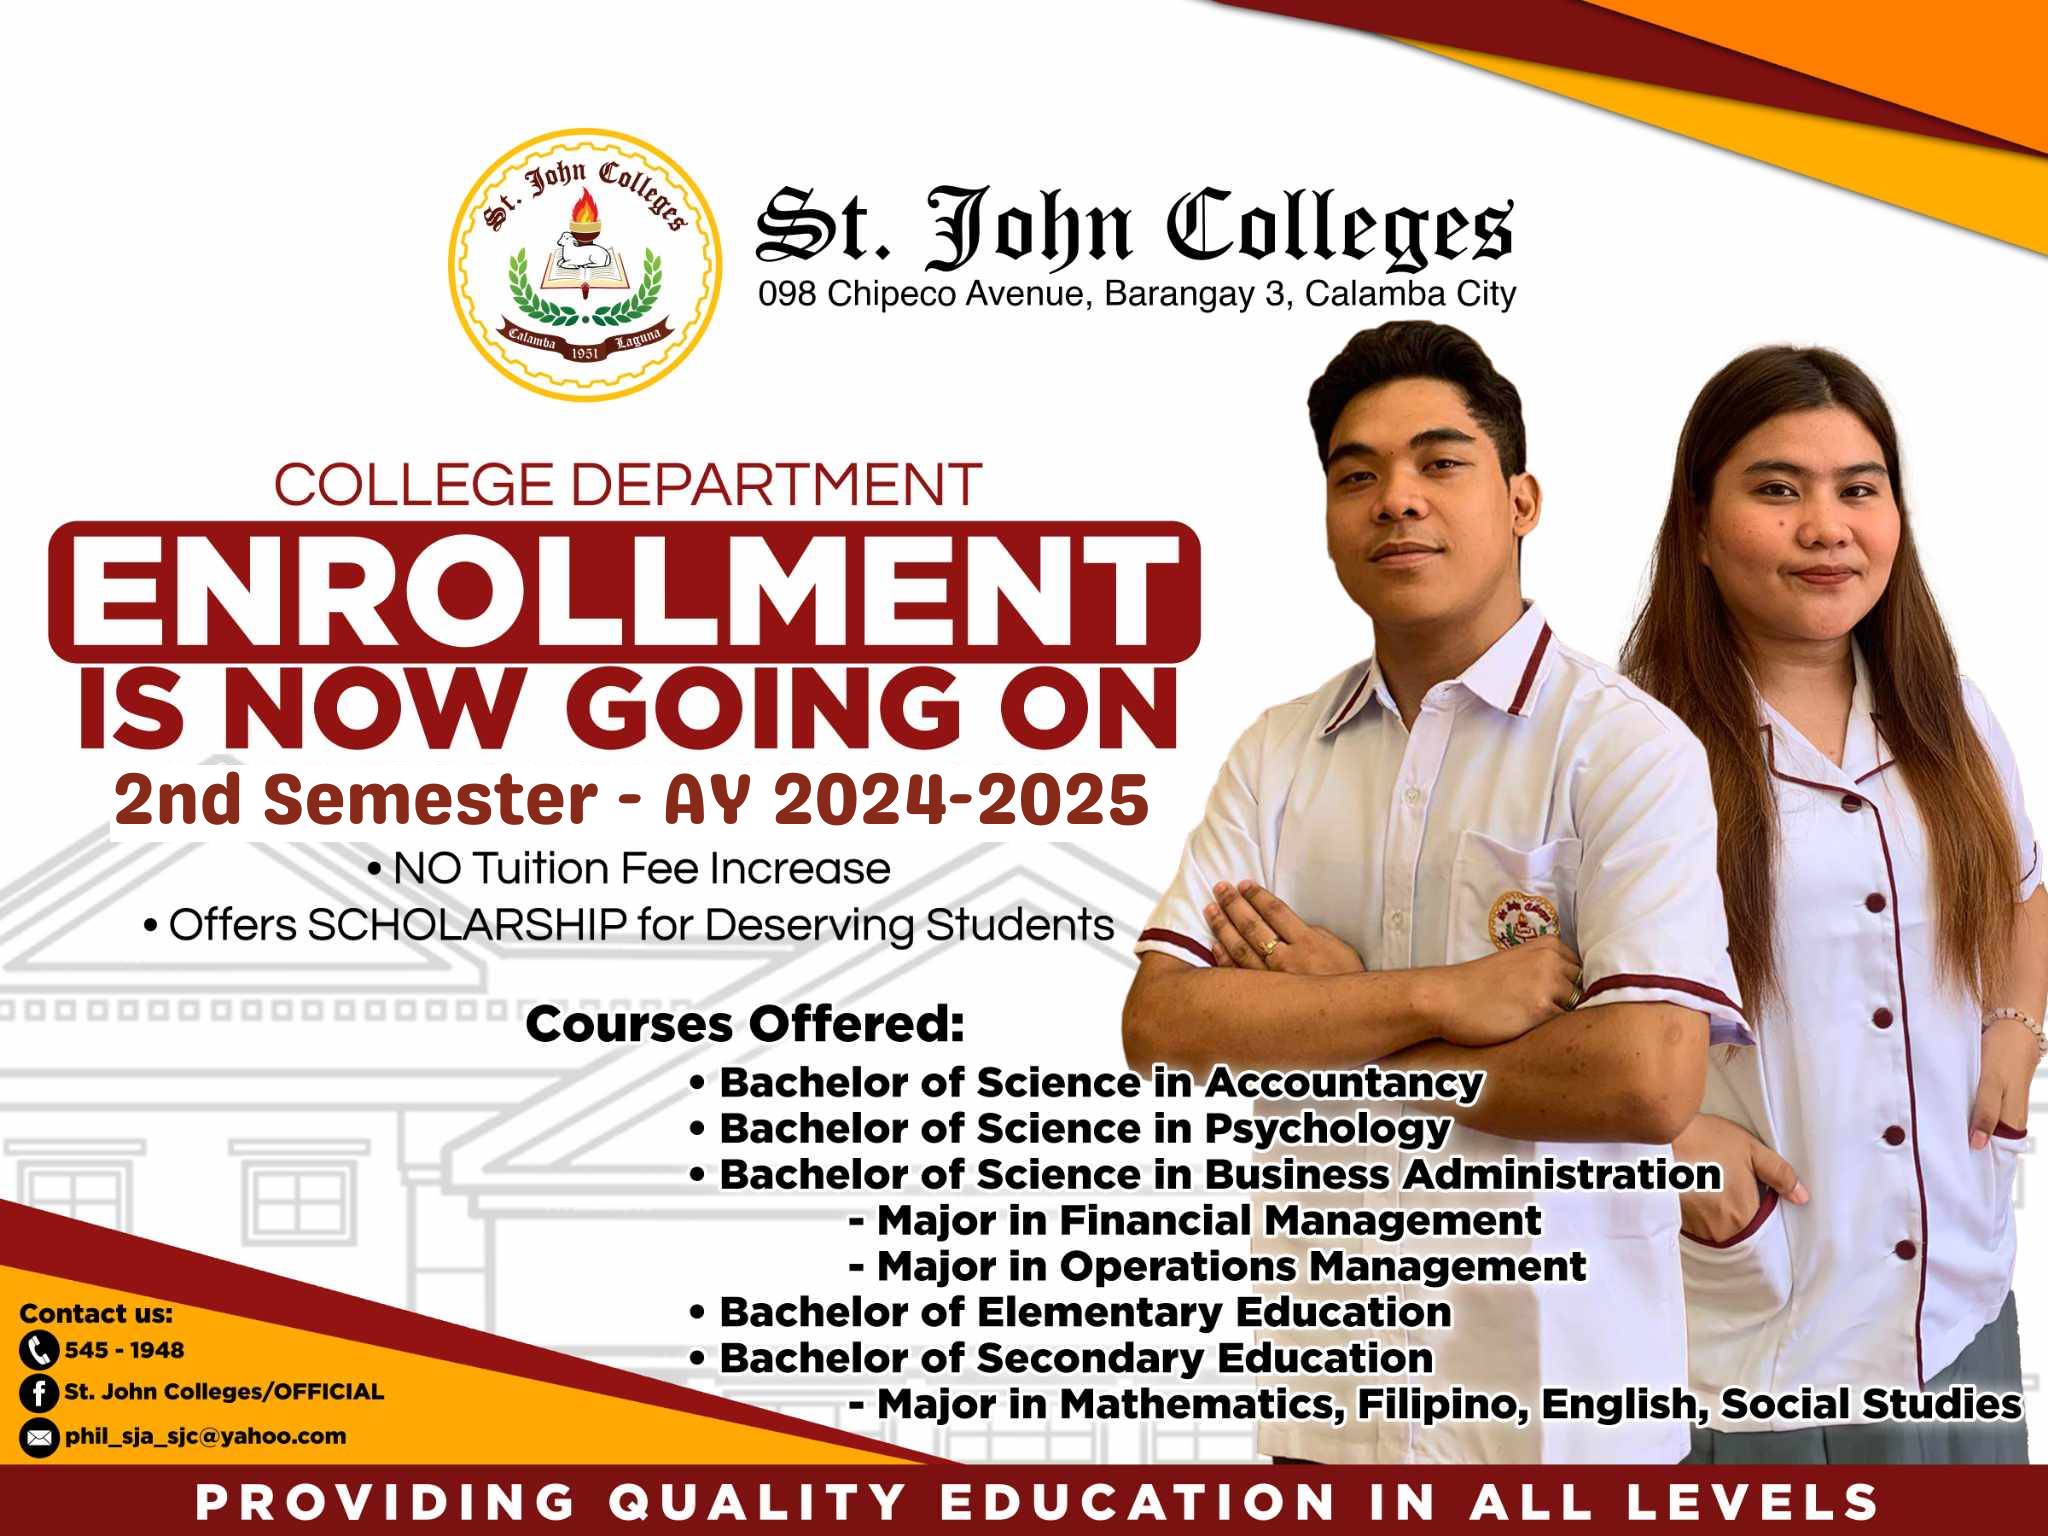 St. John Colleges
Calamba 1951 Laguna
St. John Colleges
098 Chipeco Avenue, Barangay 3, Calamba City
COLLEGE DEPARTMENT
ENROLLMENT
IS NOW GOING ON
2nd Semester - AY 2024-2025
• NO Tuition Fee Increase
• Offers SCHOLARSHIP for Deserving Students
Courses Offered:
• Bachelor of Science in Accountancy
• Bachelor of Science in Psychology
• Bachelor of Science in Business Administration
- Major in Financial Management
- Major in Operations Management
• Bachelor of Elementary Education
• Bachelor of Secondary Education
- Major in Mathematics, Filipino, English, Social Studies
Contact us:
545 - 1948
St. John Colleges/OFFICIAL
phil_sja_sjc@yahoo.com
PROVIDING QUALITY EDUCATION IN ALL LEVELS